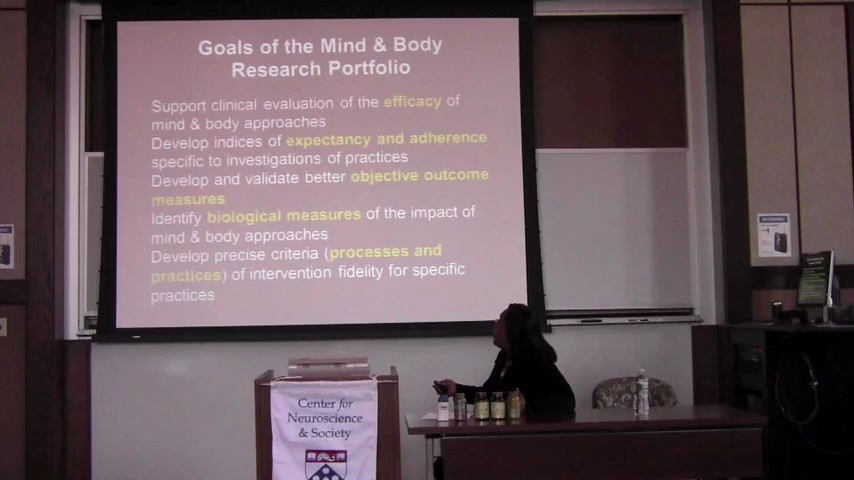 Goals of the Mind & Body
Research Portfolio
Support clinical evaluation of the efficacy of
mind & body approaches
Develop indices of expectancy and adherence
specific to investigations of practices
Develop and validate better objective outcome
measures
Identify biological measures of the impact of
mind & body approaches
Develop precise criteria (processes and
practices) of intervention fidelity for specific
practices
Center for
Neuroscience
& Society